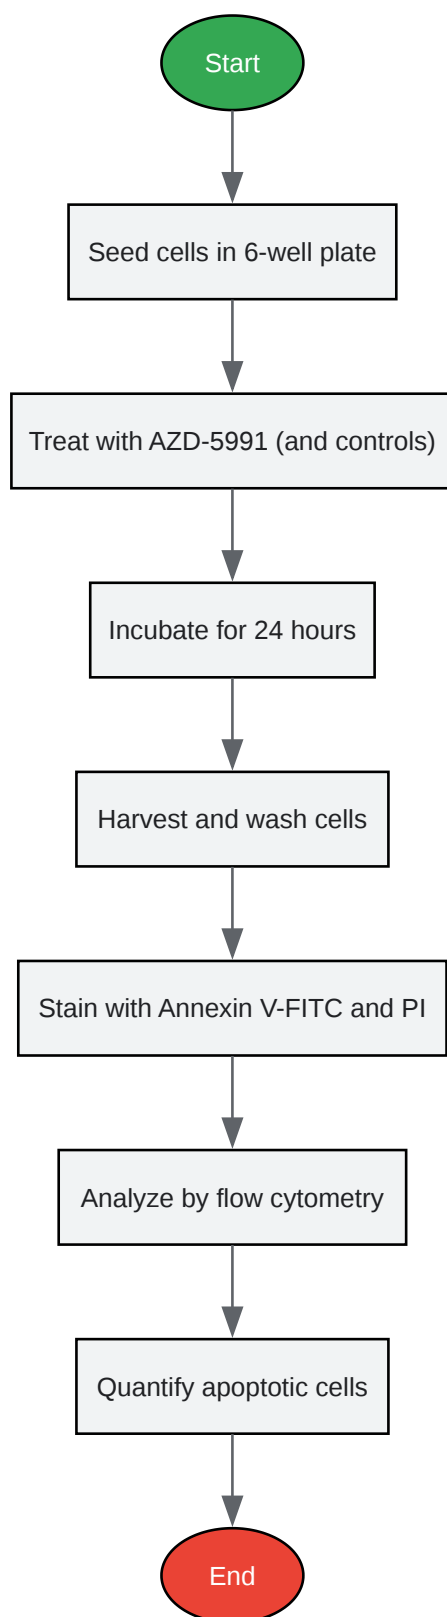 Start
Seed cells in 6-well plate
Treat with AZD-5991 (and controls)
Incubate for 24 hours
Harvest and wash cells
Stain with Annexin V-FITC and PI
Analyze by flow cytometry
Quantify apoptotic cells
End